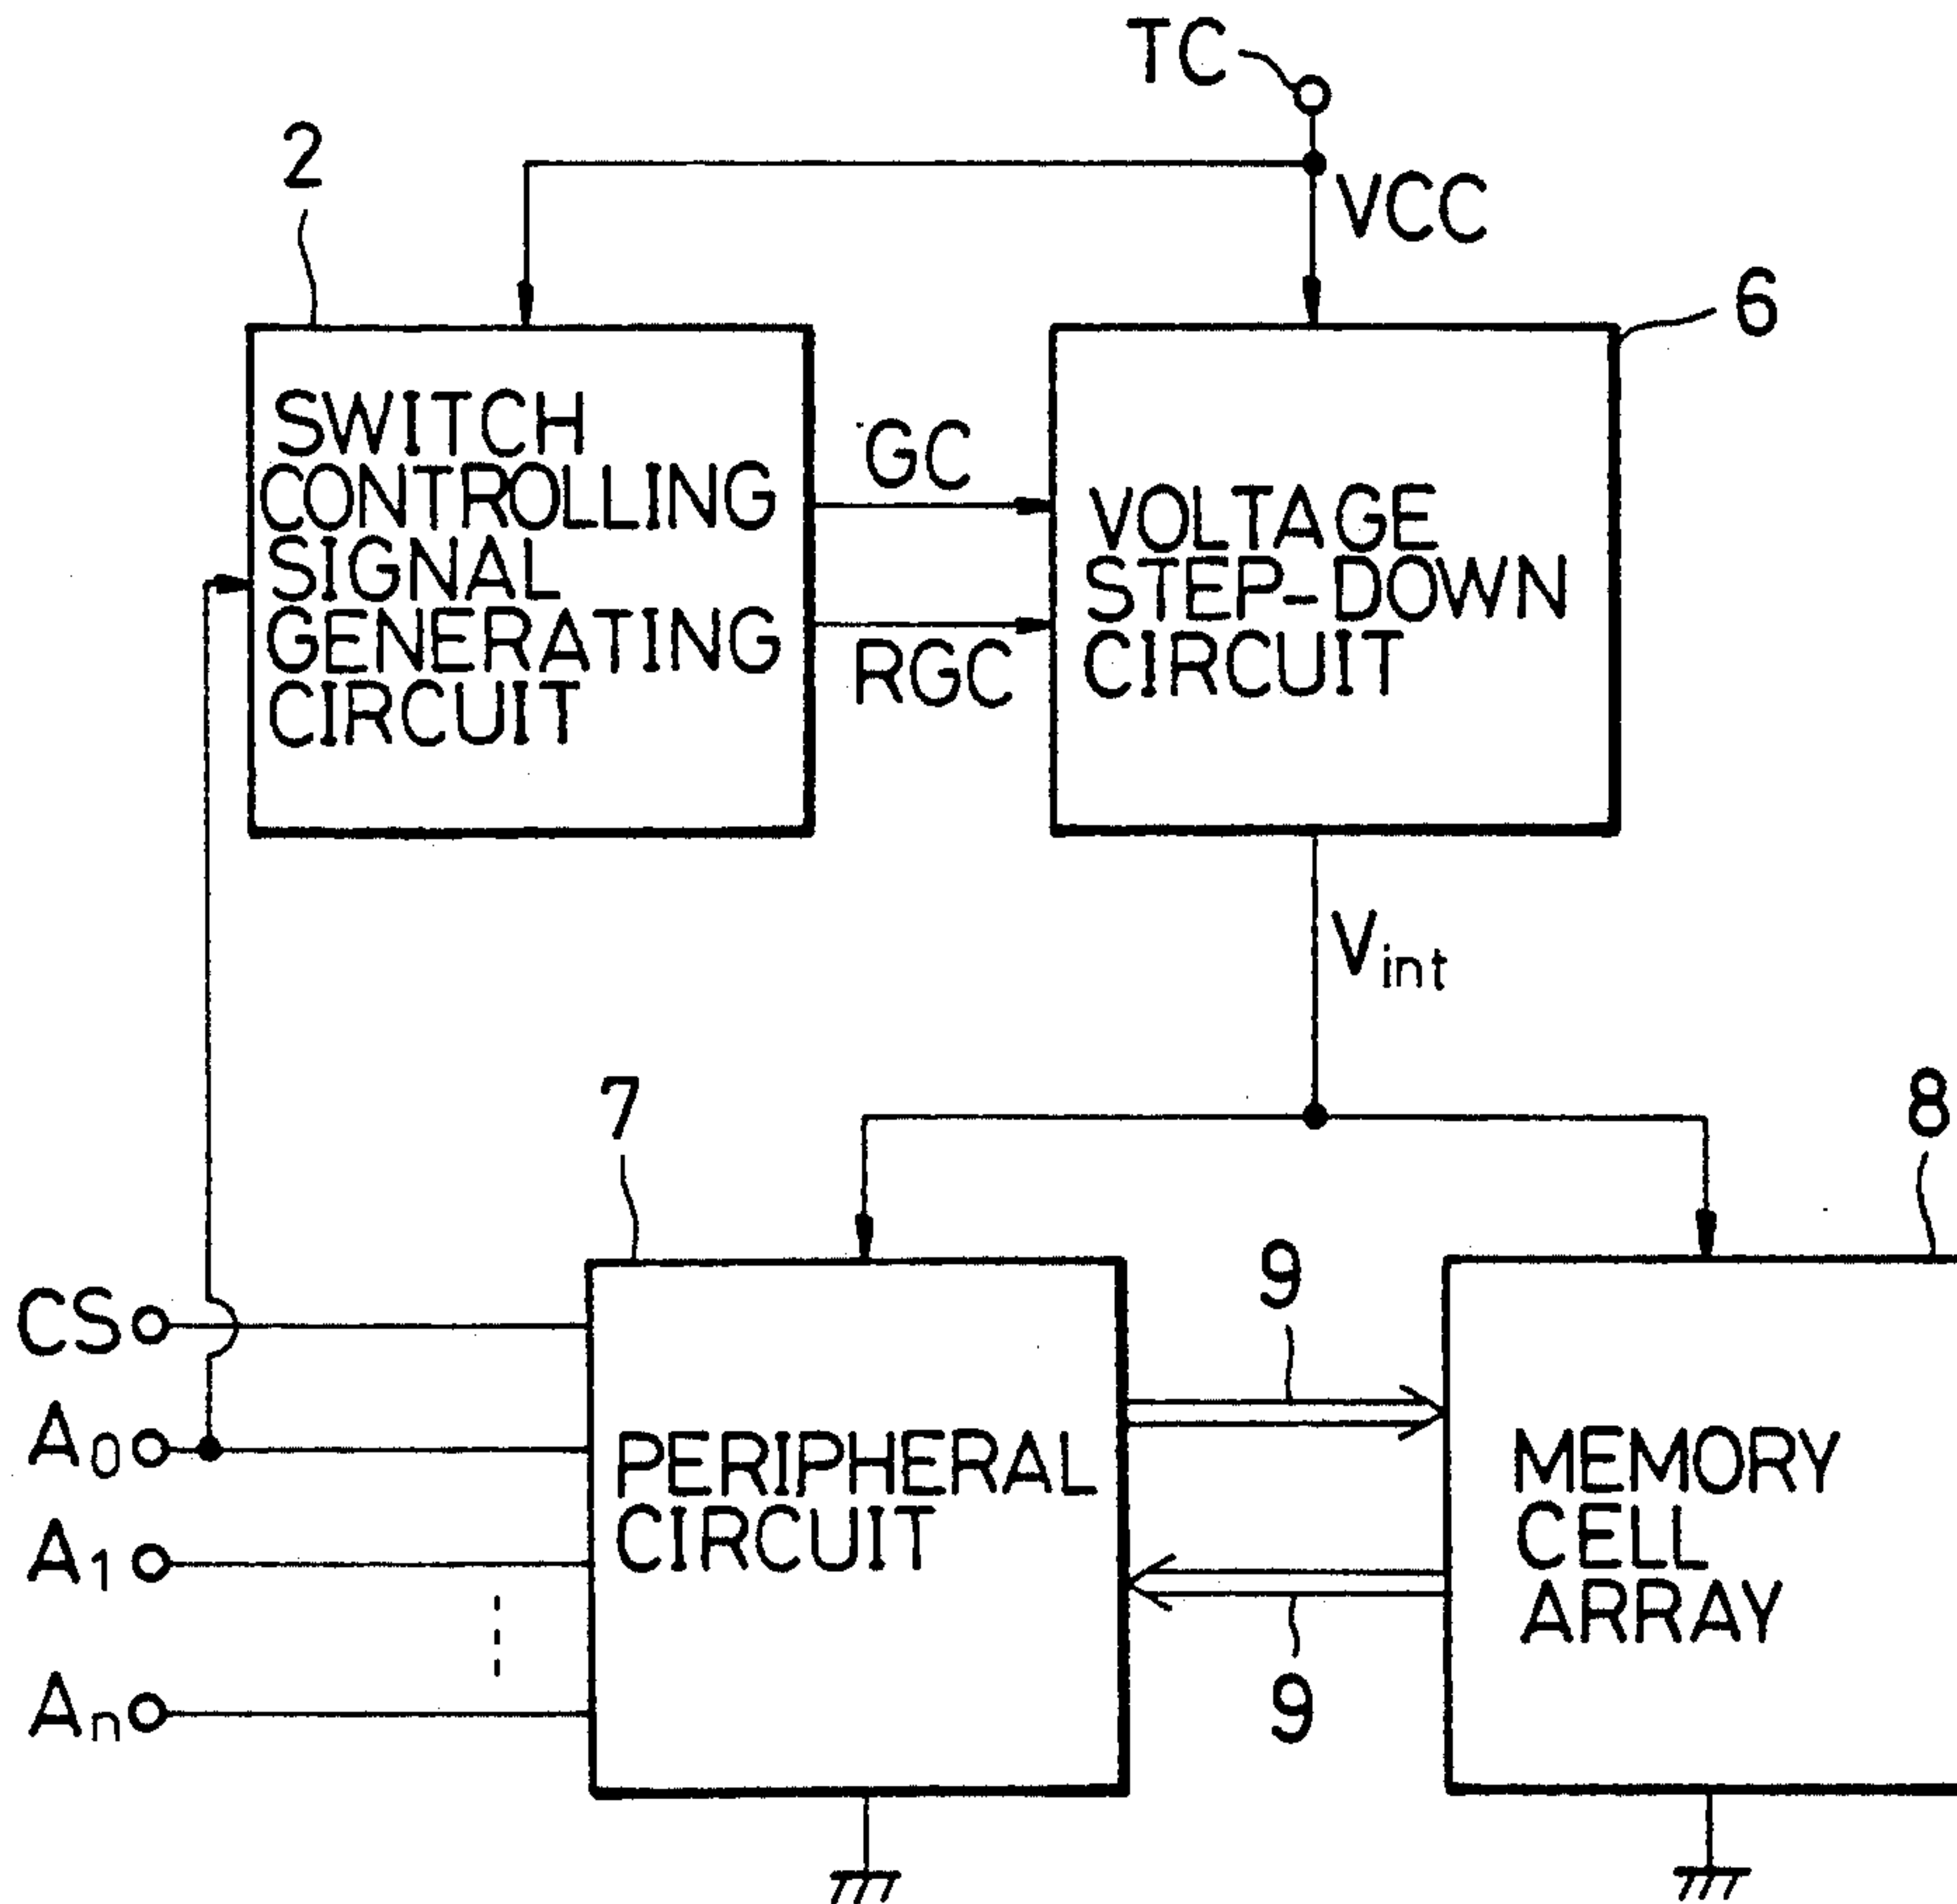 TC
2
VCC
6
SWITCH
CONTROLLING
SIGNAL
GENERATING
CIRCUIT
GC
RGC
VOLTAGE
STEP-DOWN
CIRCUIT
Vint
7
8
CS
A0
A1
An
PERIPHERAL
CIRCUIT
9
9
MEMORY
CELL
ARRAY